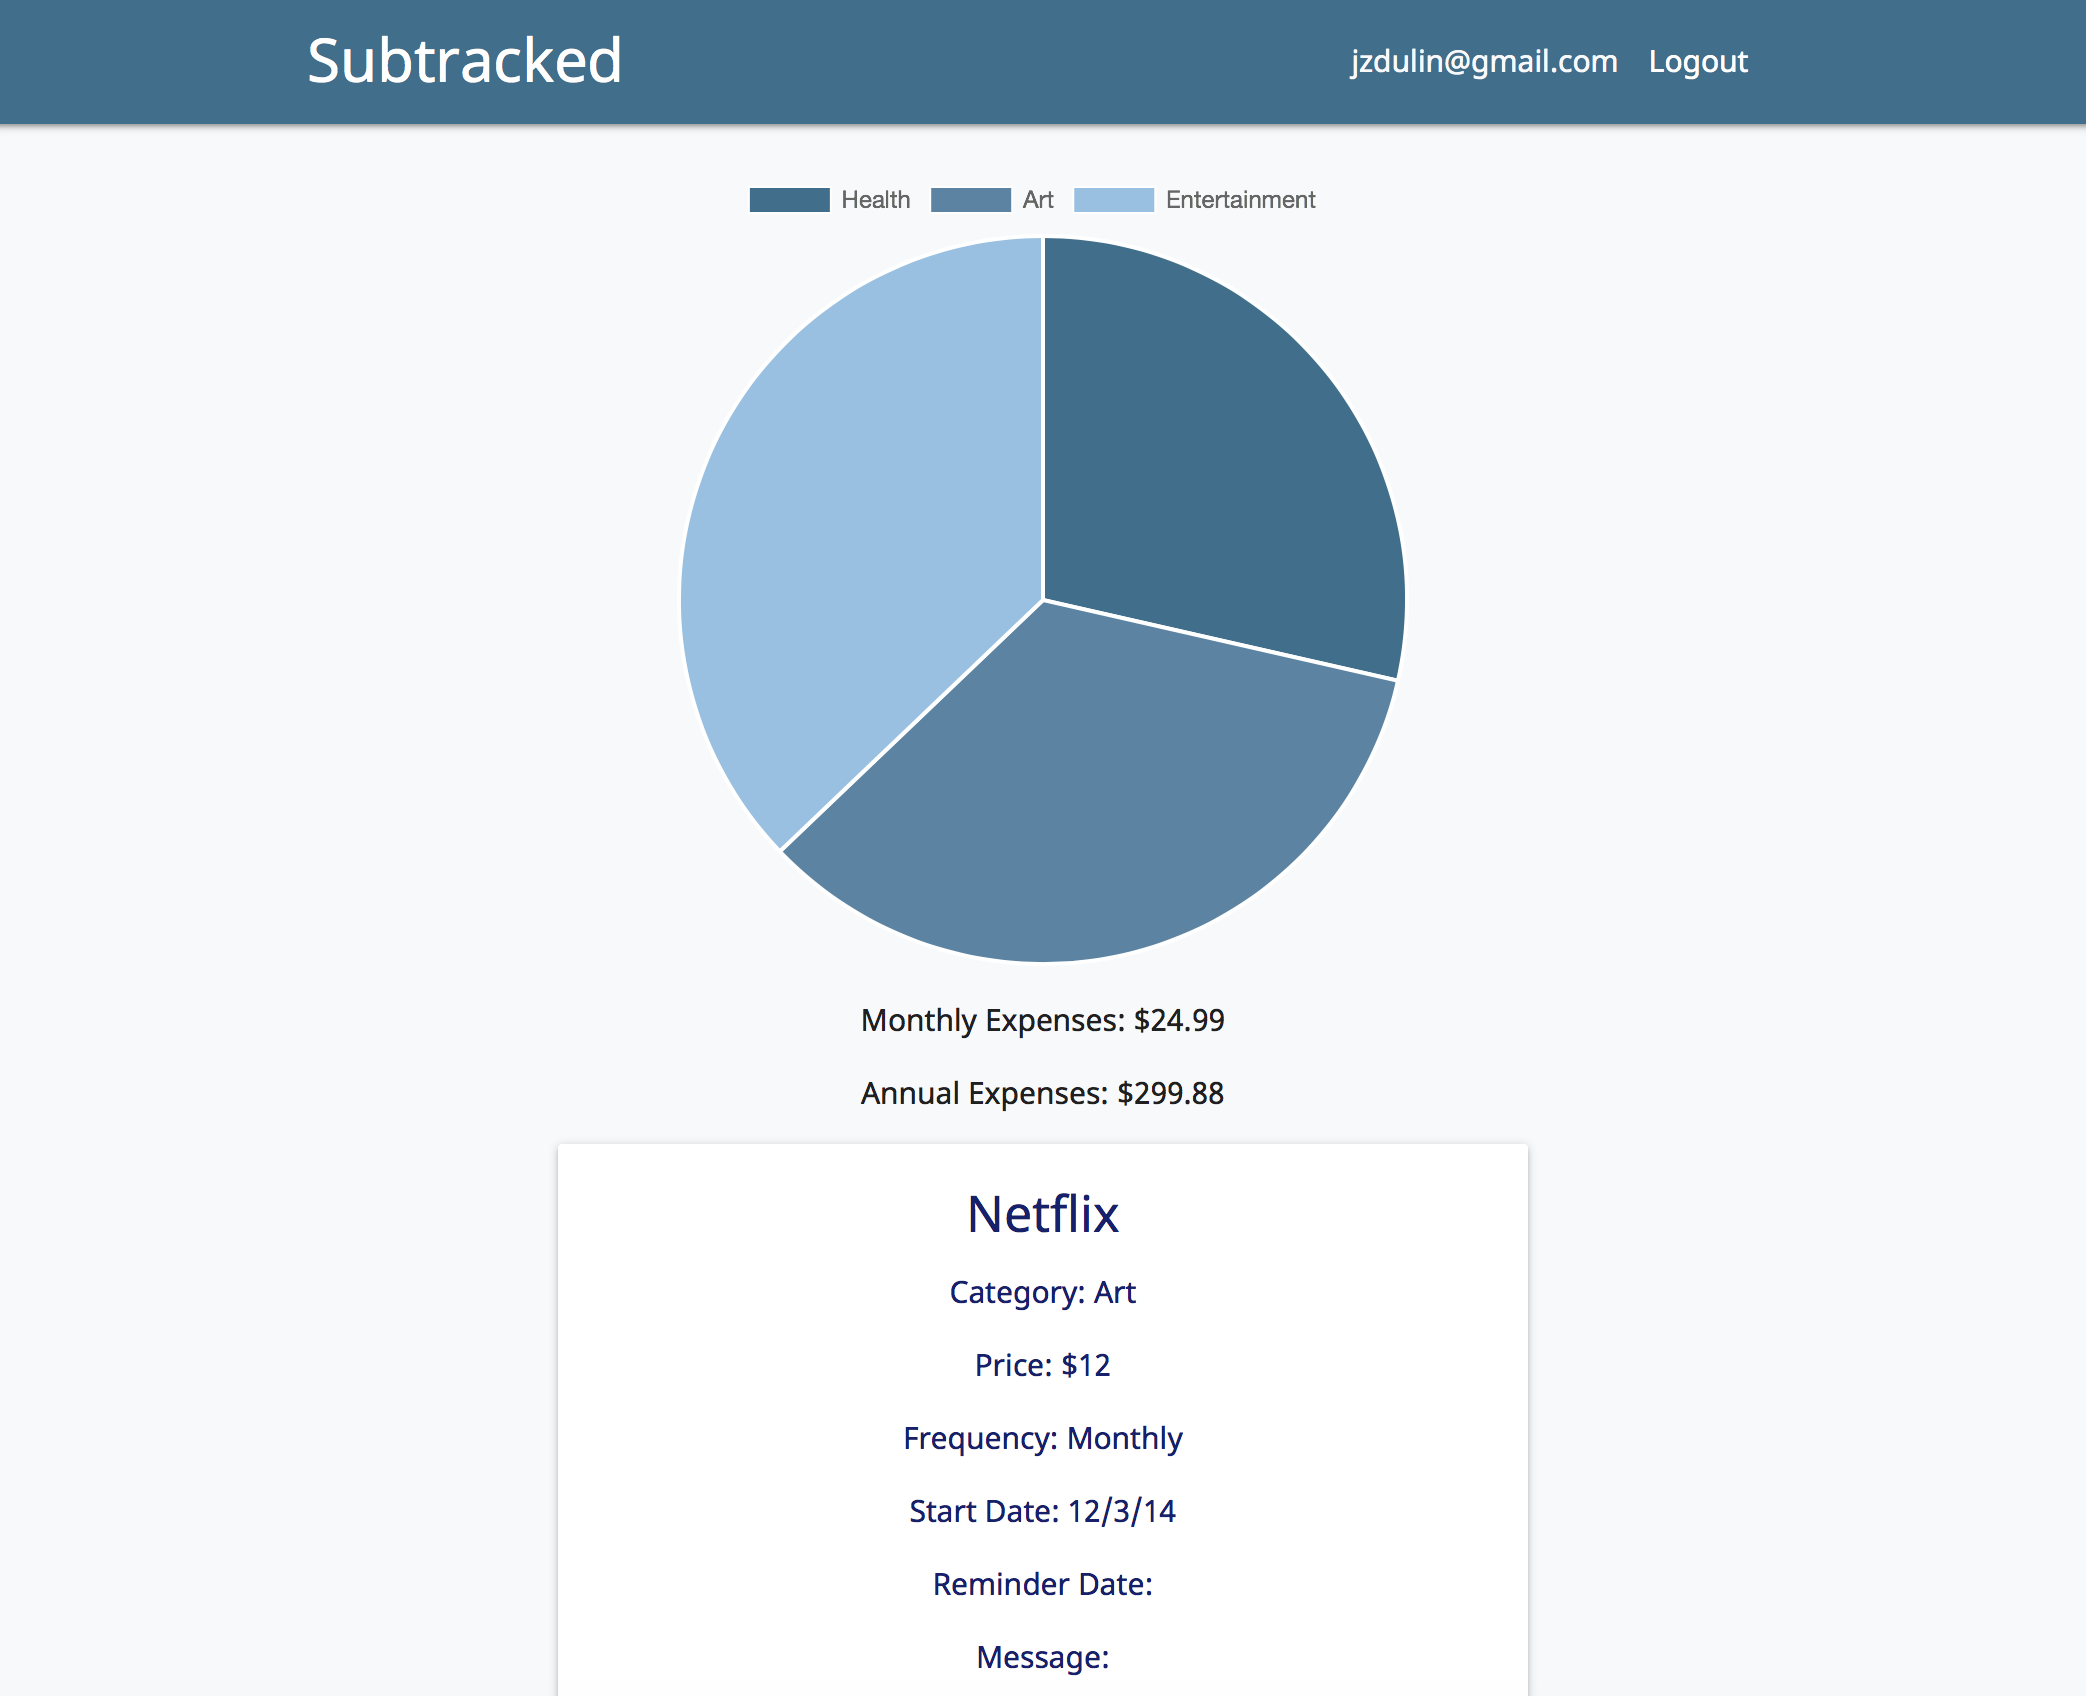 Subtracked jzdulin@gmail.com Logout
Health Art Entertainment
Monthly Expenses: $24.99
Annual Expenses: $299.88
Netflix
Category: Art
Price: $12
Frequency: Monthly
Start Date: 12/3/14
Reminder Date:
Message: